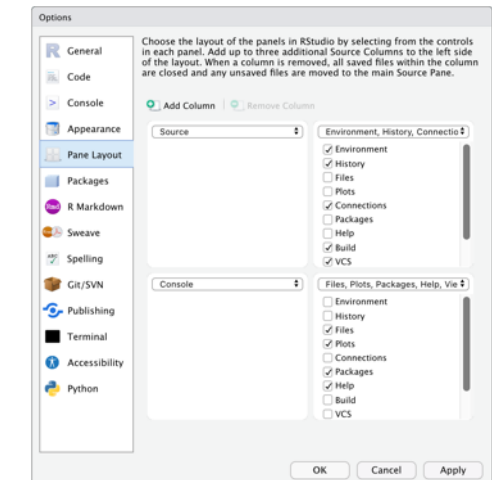 Options
General
Code
Console
Appearance
Pane Layout
Packages
R Markdown
Sweave
Spelling
Git/SVN
Publishing
Terminal
Accessibility
Python
Choose the layout of the panels in RStudio by selecting from the controls
in each panel. Add up to three additional Source Columns to the left side
of the layout. When a column is removed, all saved files within the column
are closed and any unsaved files are moved to the main Source Pane.
Add Column Remove Column
Source
Environment, History, Connectio
Environment
History
Files
Plots
Connections
Packages
Help
Build
VCS
Console
Files, Plots, Packages, Help, Vie
Environment
History
Files
Plots
Connections
Packages
Help
Build
VCS
OK Cancel Apply